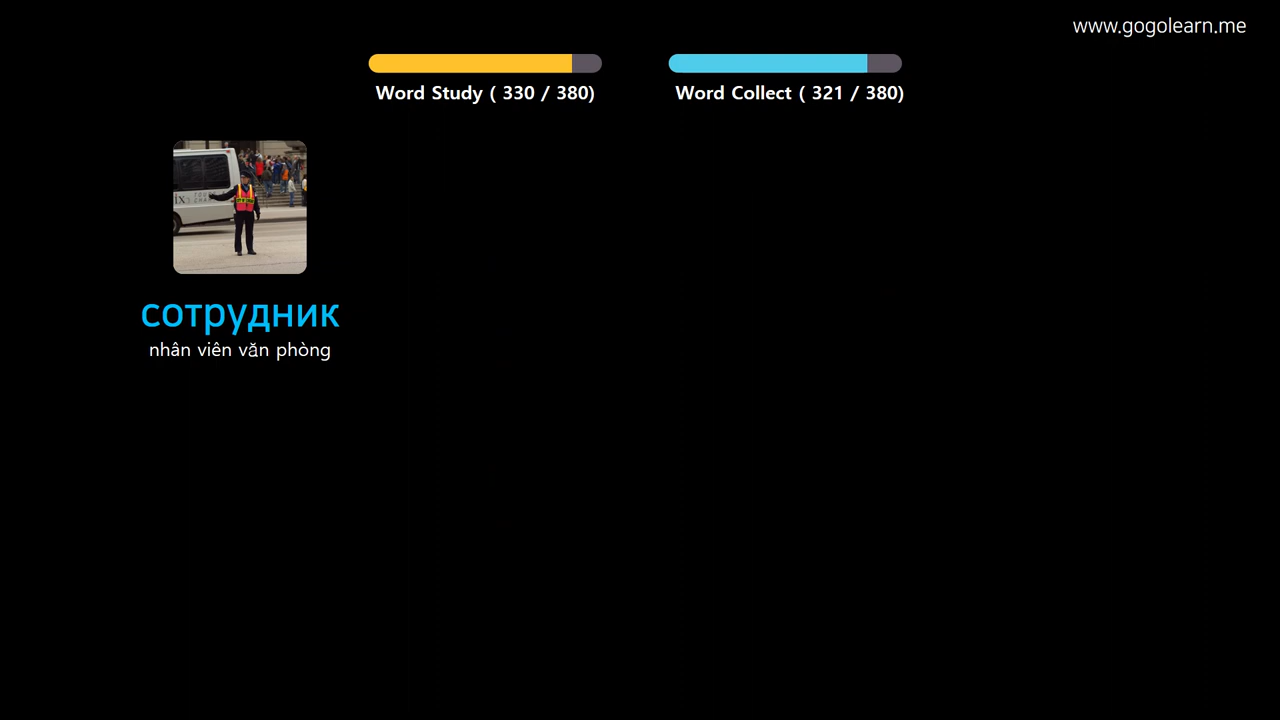 www.gogolearn.me
Word Study ( 330 / 380)
Word Collect ( 321 / 380)
сотрудник
nhân viên văn phòng